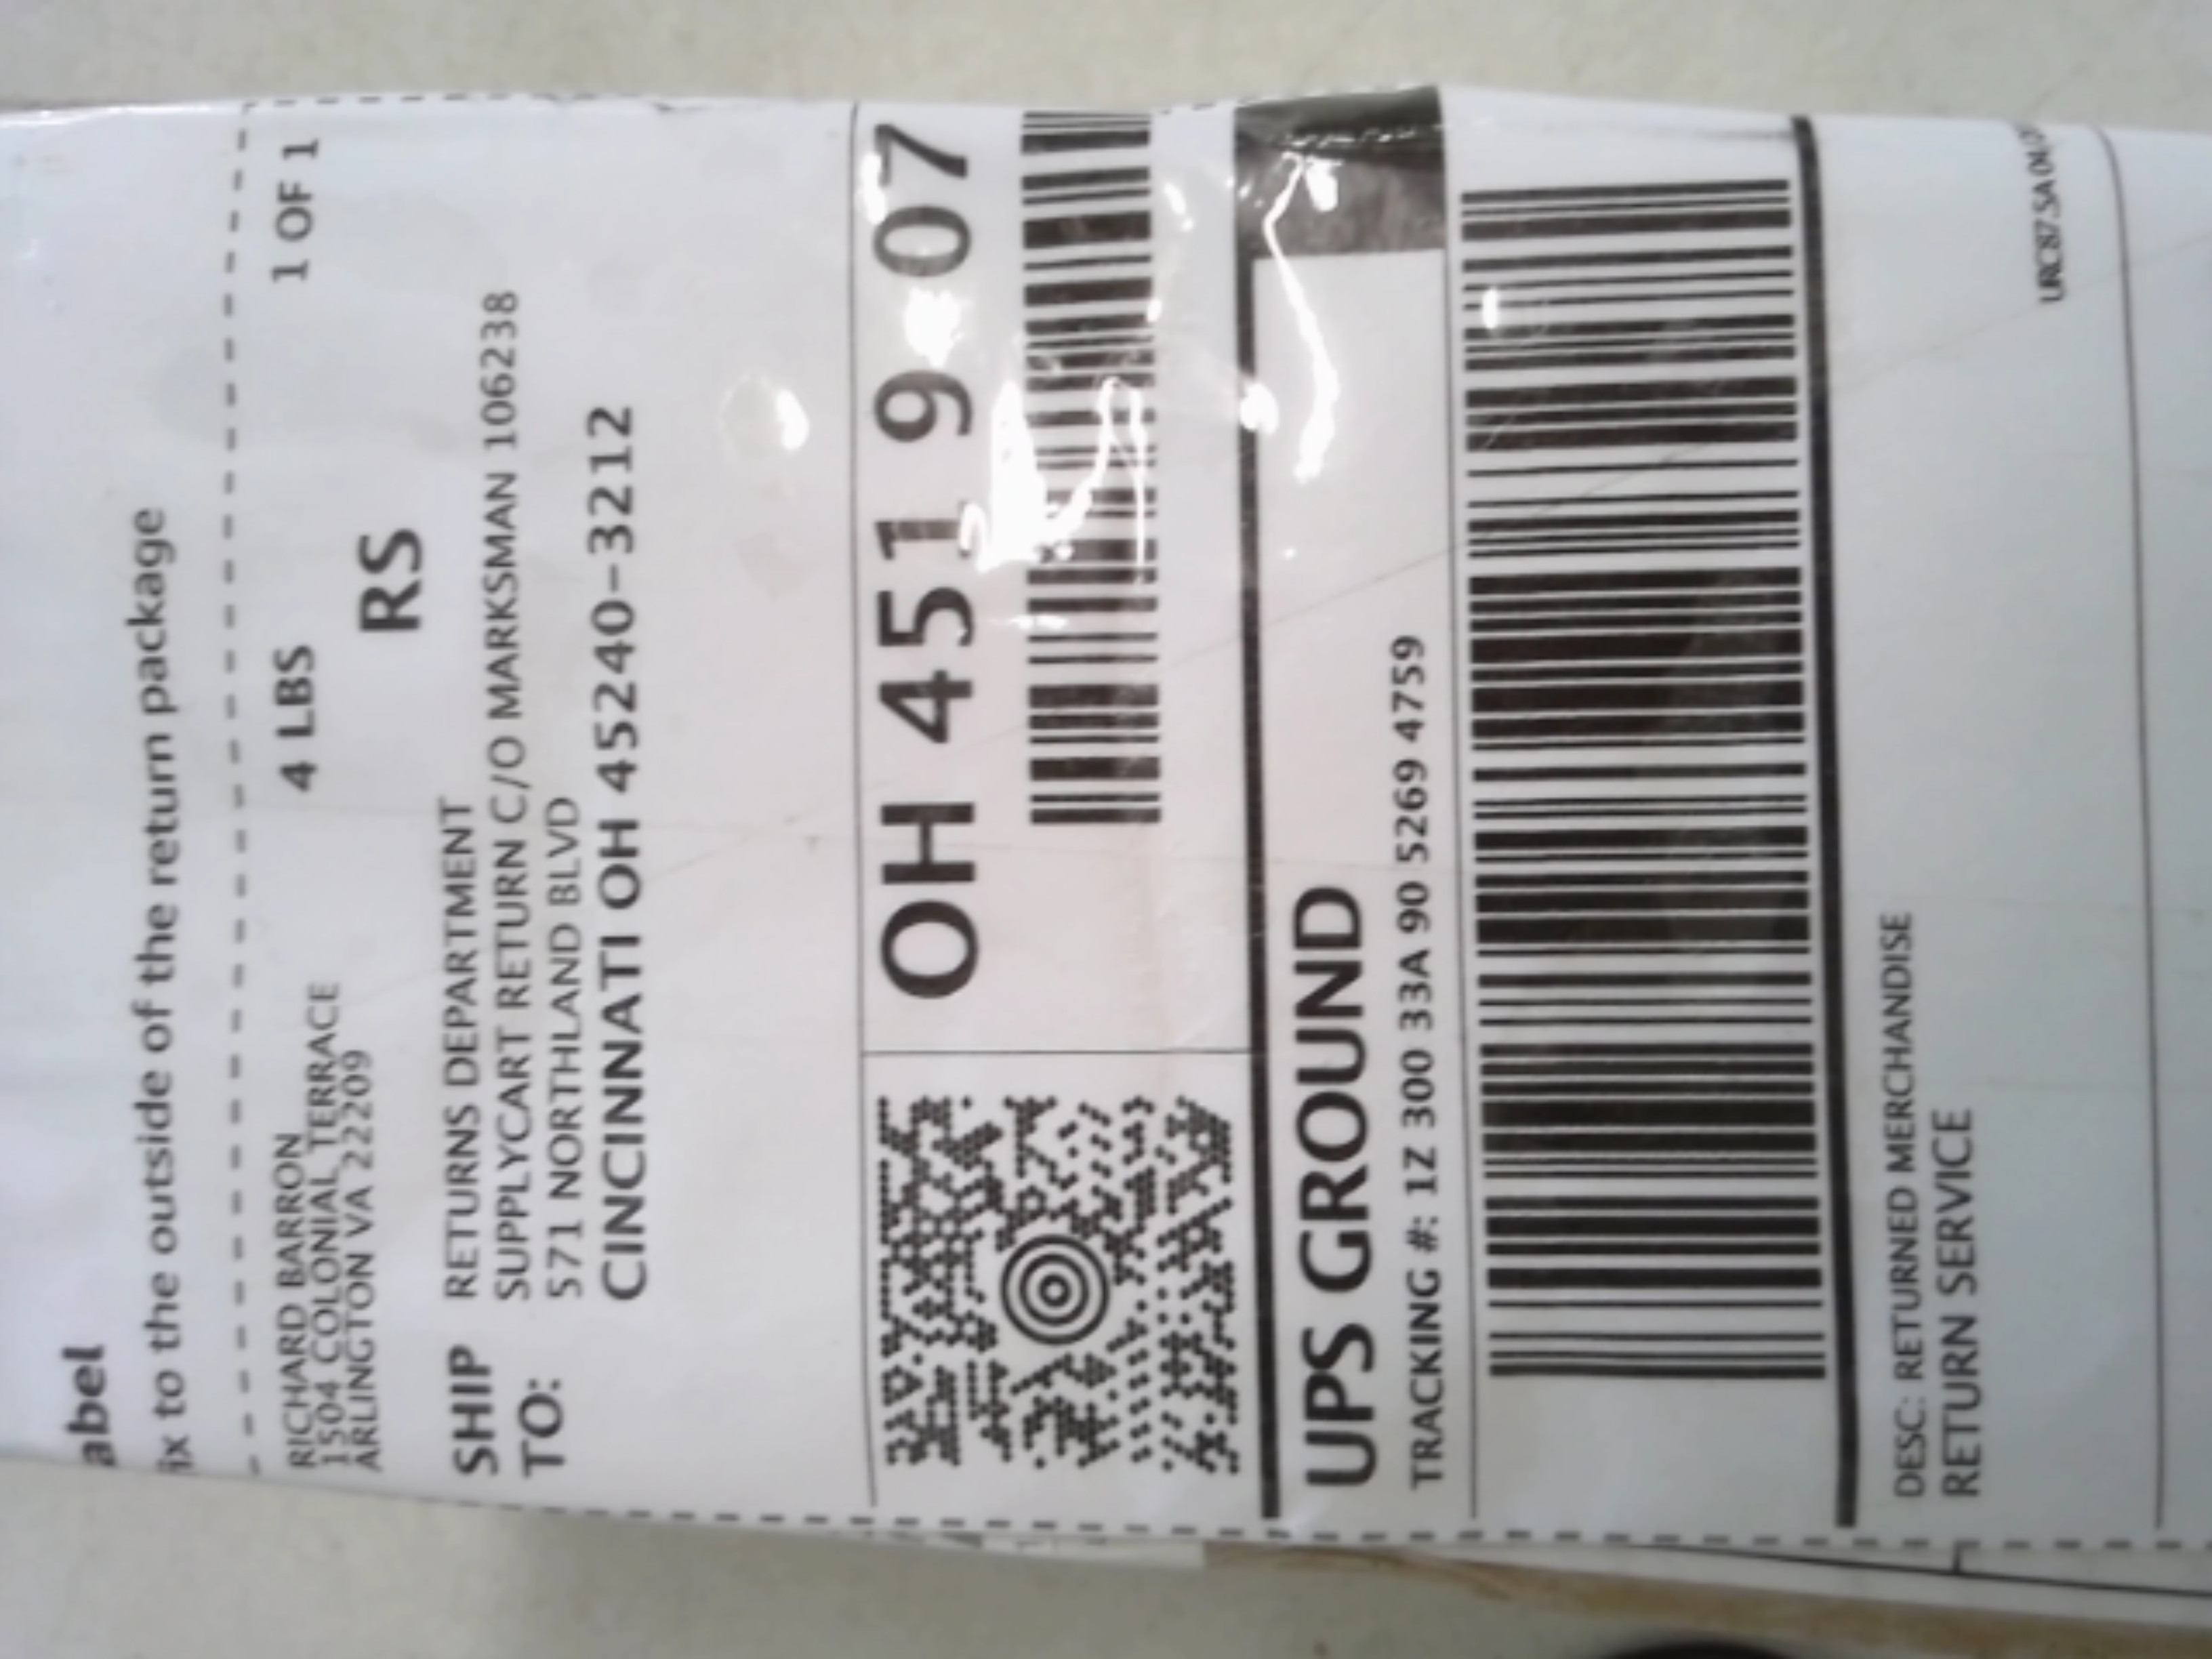 abel
ix to the outside of the return package
RICHARD BARRON
1504 COLONIAL TERRACE
ARLINGTON VA 22209
4 LBS
1 OF 1
RS
SHIP TO:
RETURNS DEPARTMENT
SUPPLYCART RETURN C/O MARKSMAN 106238
571 NORTHLAND BLVD
CINCINNATI OH 45240-3212
OH 451 9-07
UPS GROUND
TRACKING #: 1Z 300 33A 90 5269 4759
DESC: RETURNED MERCHANDISE
RETURN SERVICE